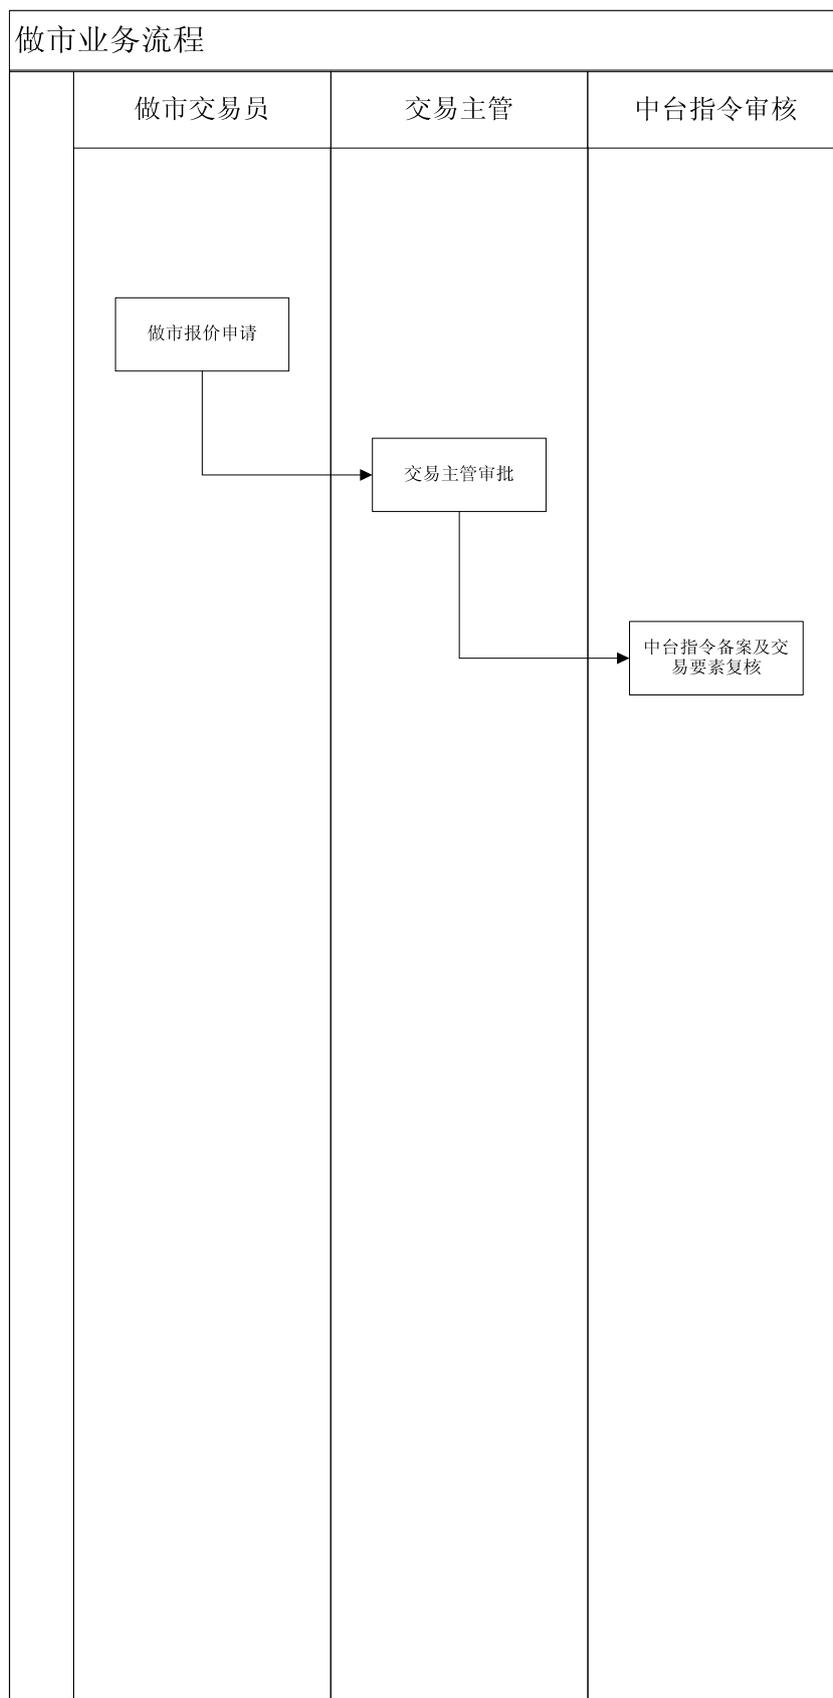 做市业务流程
做市交易员
交易主管
中台指令审核
做市报价申请
交易主管审批
中台指令备案及交
易要素复核